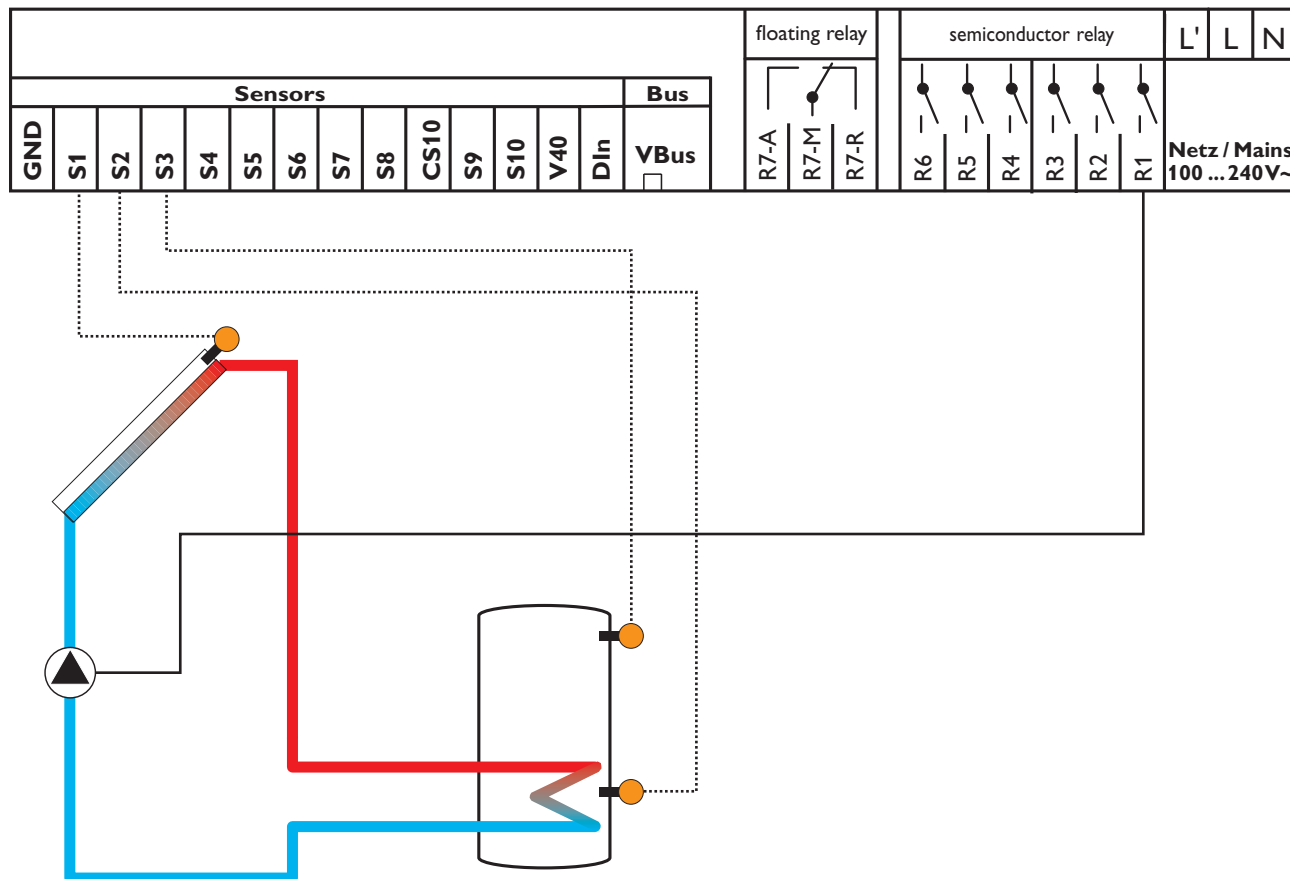 floating relay
semiconductor relay
L' L N
Sensors
Bus
GND S1 S2 S3 S4 S5 S6 S7 S8 CS10 S9 S10 V40 DIn
VBus
R7-A R7-M R7-R
R6 R5 R4 R3 R2 R1
Netz / Mains
100 ... 240V~